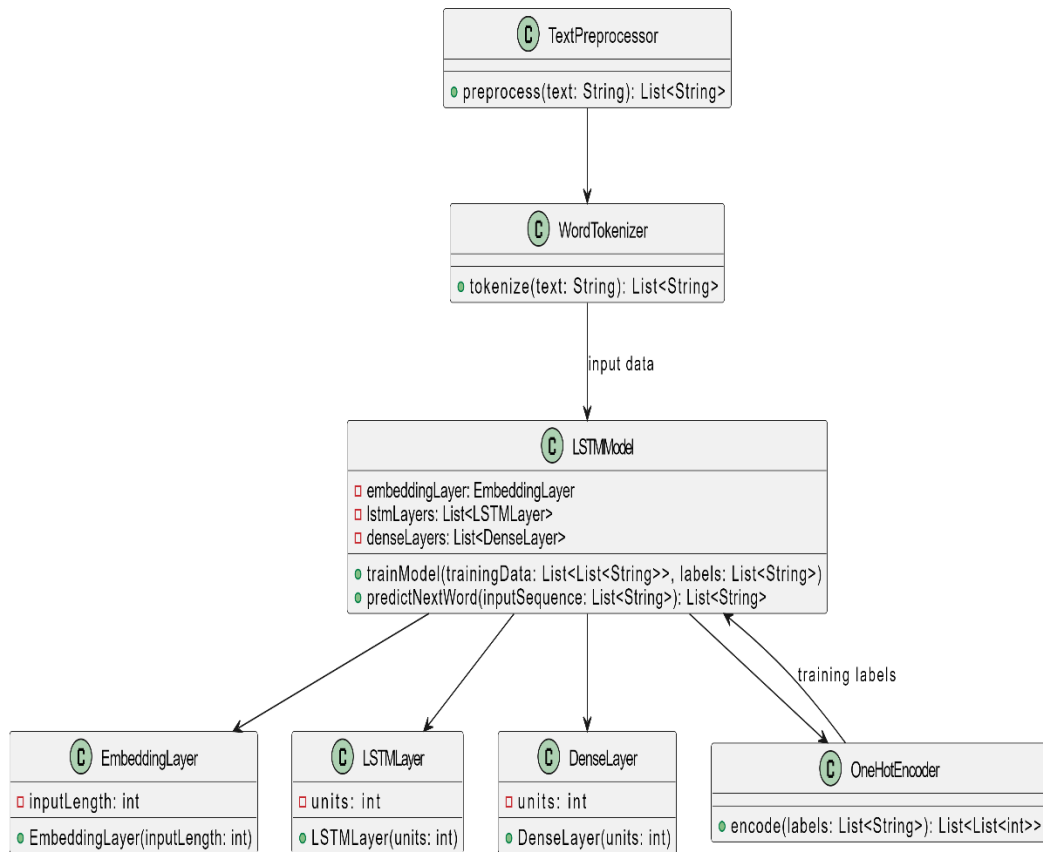 C TextPreprocessor
preprocess(text: String): List<String>
C WordTokenizer
tokenize(text: String): List<String>
input data
C LSTMModel
embeddingLayer: EmbeddingLayer
lstmLayers: List<LSTMLayer>
denseLayers: List<DenseLayer>
trainModel(trainingData: List<List<String>>, labels: List<String>)
predictNextWord(inputSequence: List<String>): List<String>
training labels
C EmbeddingLayer
inputLength: int
EmbeddingLayer(inputLength: int)
C LSTMLayer
units: int
LSTMLayer(units: int)
C DenseLayer
units: int
DenseLayer(units: int)
C OneHotEncoder
encode(labels: List<String>): List<List<int>>